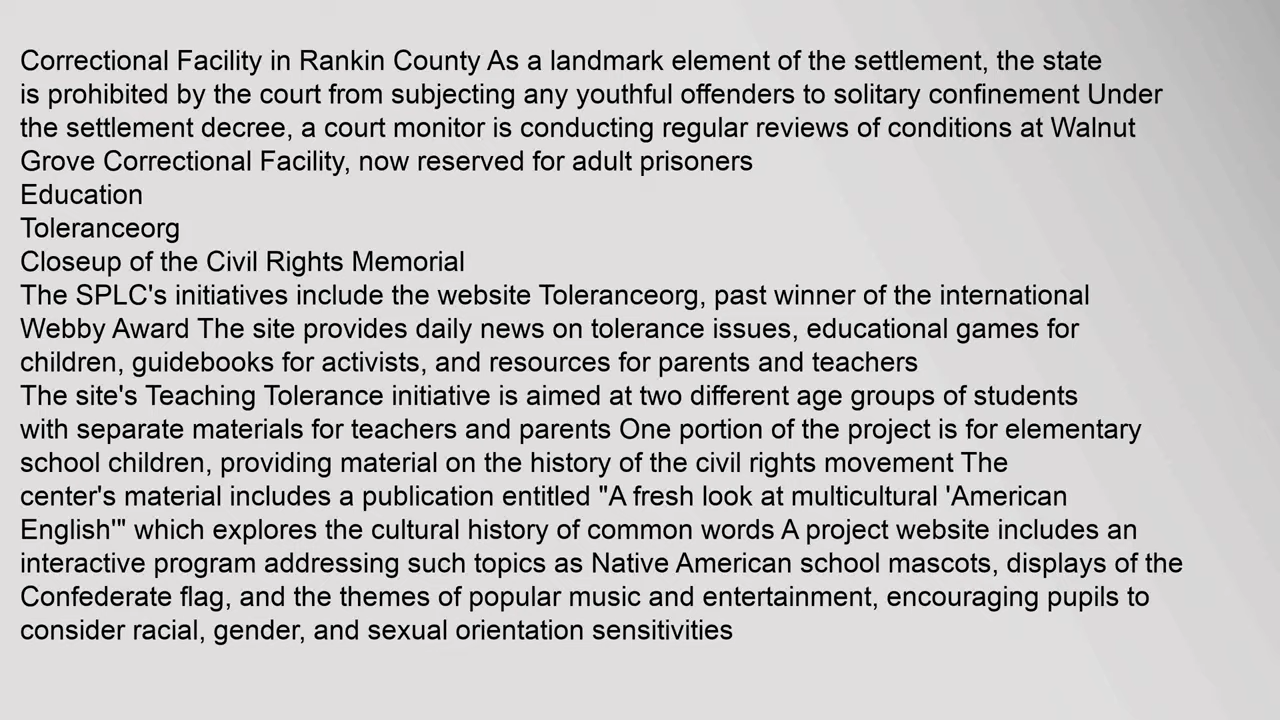 Correctional Facility in Rankin County As a landmark element of the settlement, the state
is prohibited by the court from subjecting any youthful offenders to solitary confinement Under
the settlement decree, a court monitor is conducting regular reviews of conditions at Walnut
Grove Correctional Facility, now reserved for adult prisoners
Education
Toleranceorg
Closeup of the Civil Rights Memorial
The SPLC's initiatives include the website Toleranceorg, past winner of the international
Webby Award The site provides daily news on tolerance issues, educational games for
children, guidebooks for activists, and resources for parents and teachers
The site's Teaching Tolerance initiative is aimed at two different age groups of students
with separate materials for teachers and parents One portion of the project is for elementary
school children, providing material on the history of the civil rights movement The
center's material includes a publication entitled "A fresh look at multicultural 'American
English'" which explores the cultural history of common words A project website includes an
interactive program addressing such topics as Native American school mascots, displays of the
Confederate flag, and the themes of popular music and entertainment, encouraging pupils to
consider racial, gender, and sexual orientation sensitivities